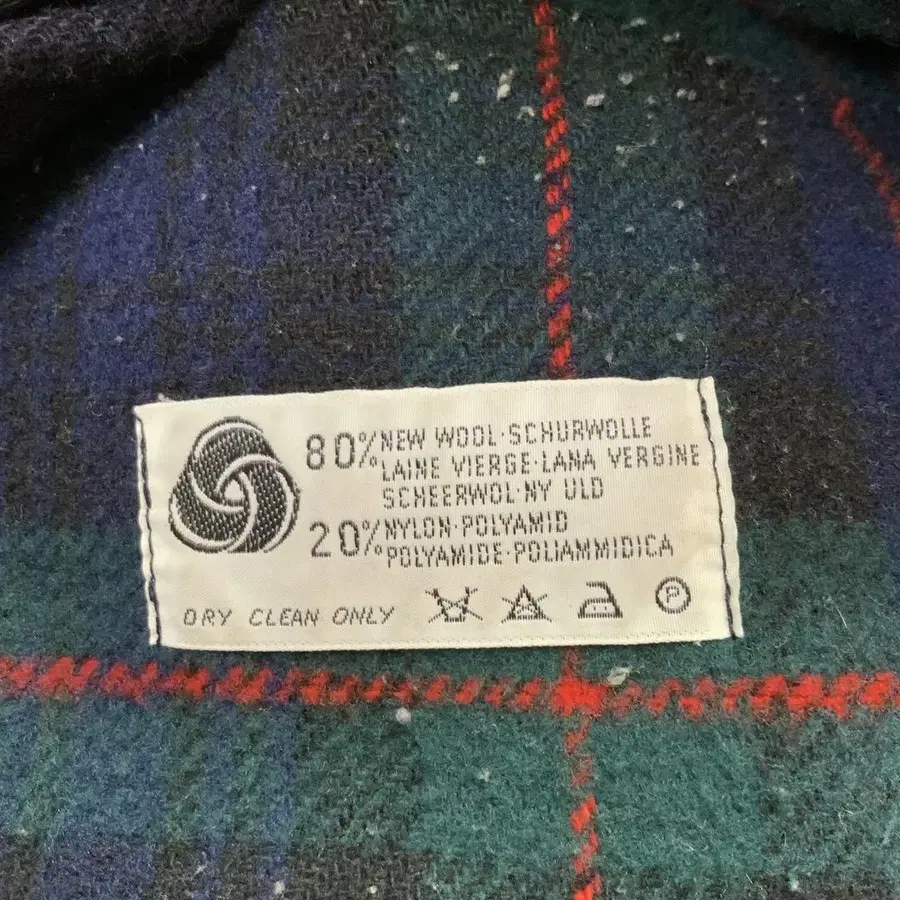 80% NEW WOOL·SCHURWOLLE
LAINE VIERGE·LANA VERGINE
SCHEERWOL·NY ULD
20% NYLON·POLYAMID
POLYAMIDE·POLIAMMIDICA
DRY CLEAN ONLY
P